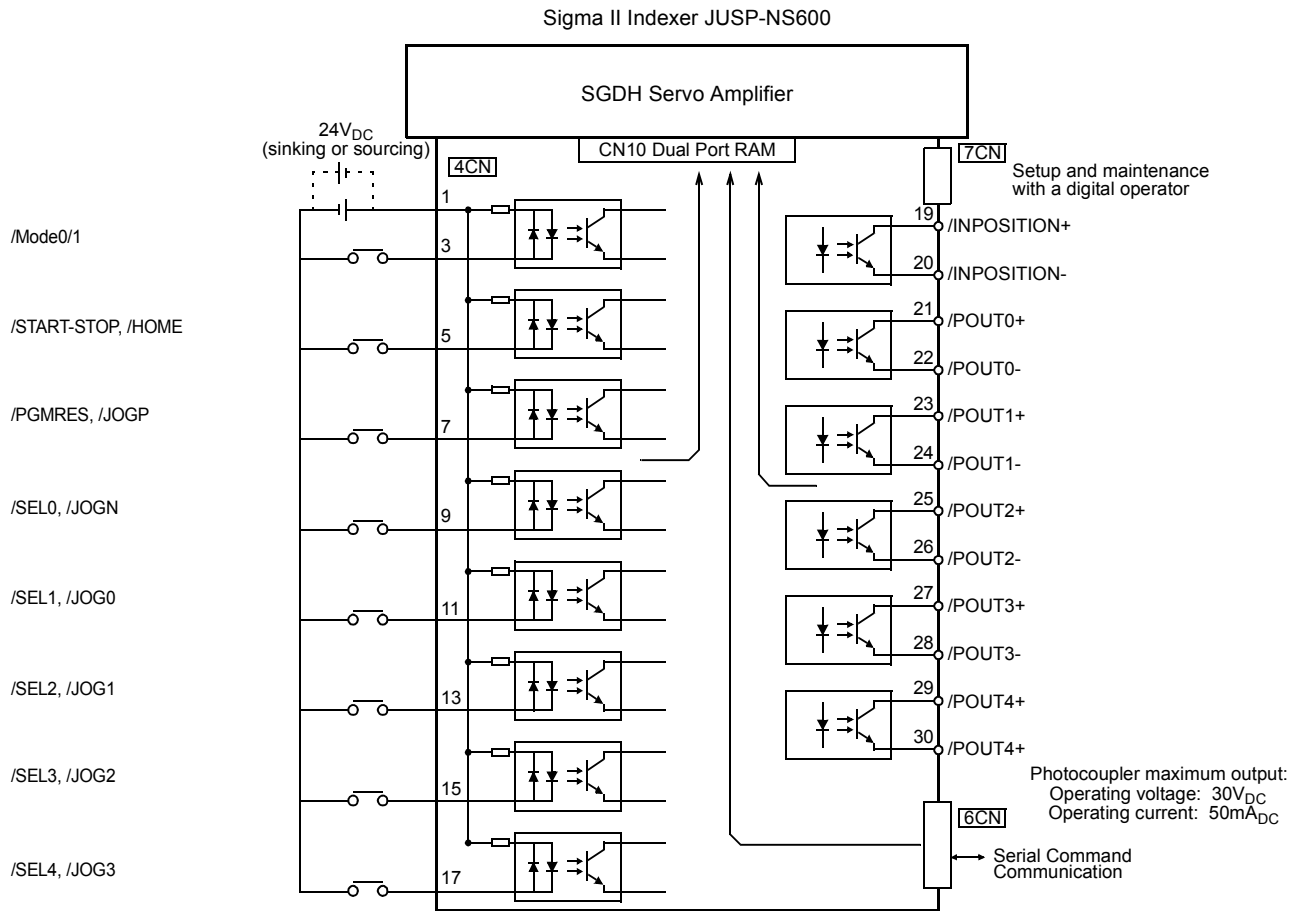 Sigma II Indexer JUSP-NS600
SGDH Servo Amplifier
24VDC
(sinking or sourcing)
4CN
CN10 Dual Port RAM
7CN
Setup and maintenance
with a digital operator
1
/Mode0/1
3
/START-STOP, /HOME
5
/PGMRES, /JOGP
7
/SEL0, /JOGN
9
/SEL1, /JOG0
11
/SEL2, /JOG1
13
/SEL3, /JOG2
15
/SEL4, /JOG3
17
19
/INPOSITION+
20
/INPOSITION-
21
/POUT0+
22
/POUT0-
23
/POUT1+
24
/POUT1-
25
/POUT2+
26
/POUT2-
27
/POUT3+
28
/POUT3-
29
/POUT4+
30
/POUT4+
Photocoupler maximum output:
Operating voltage: 30VDC
Operating current: 50mADC
6CN
Serial Command
Communication